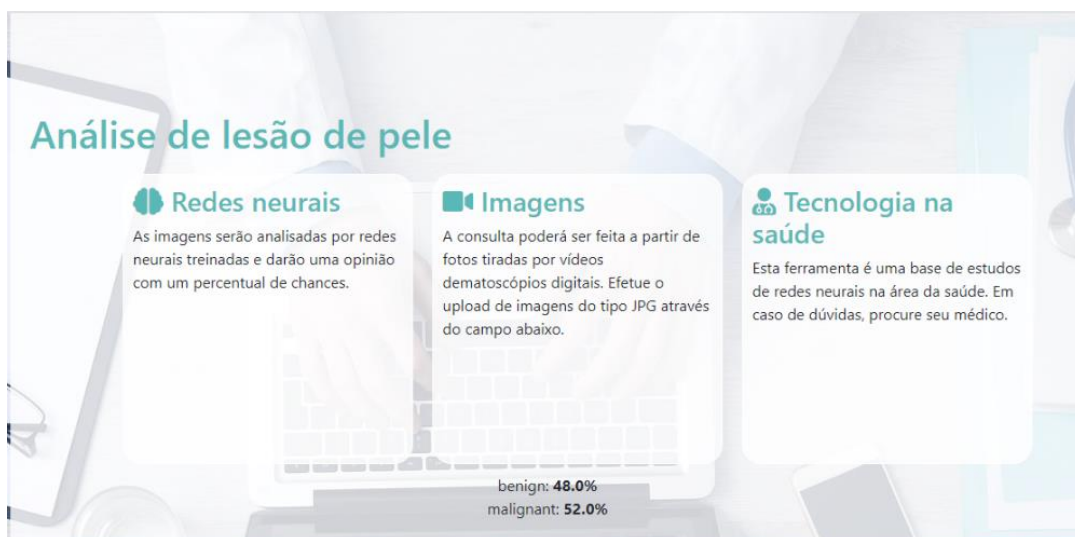 Análise de lesão de pele
Redes neurais
As imagens serão analisadas por redes
neurais treinadas e darão uma opinião
com um percentual de chances.
Imagens
A consulta poderá ser feita a partir de
fotos tiradas por vídeos
dematoscópios digitais. Efetue o
upload de imagens do tipo JPG através
do campo abaixo.
Tecnologia na
saúde
Esta ferramenta é uma base de estudos
de redes neurais na área da saúde. Em
caso de dúvidas, procure seu médico.
benign: 48.0%
malignant: 52.0%